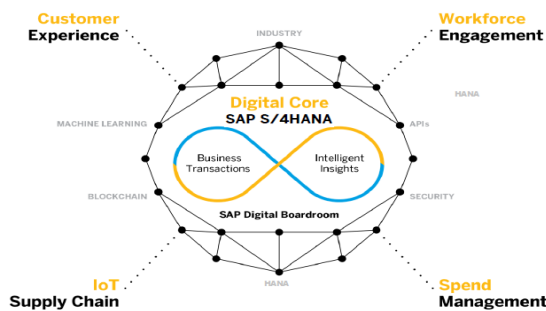 Customer
Experience
Workforce
Engagement
INDUSTRY
HANA
Digital Core
SAP S/4HANA
MACHINE LEARNING
APIs
Business
Transactions
Intelligent
Insights
BLOCKCHAIN
SECURITY
SAP Digital Boardroom
HANA
IoT
Supply Chain
Spend
Management